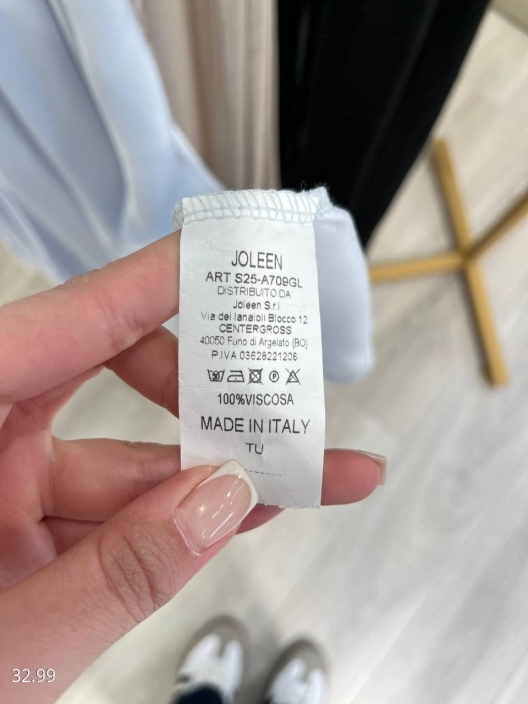 JOLEEN
ART S25-A709GL
DISTRIBUITO DA
Joleen S.r.l
Via dei lanaioli Blocco 12
CENTERGROSS
40050 Funo di Argelato (BO)
P.IVA 03628221206
100%VISCOSA
MADE IN ITALY
TU
32.99